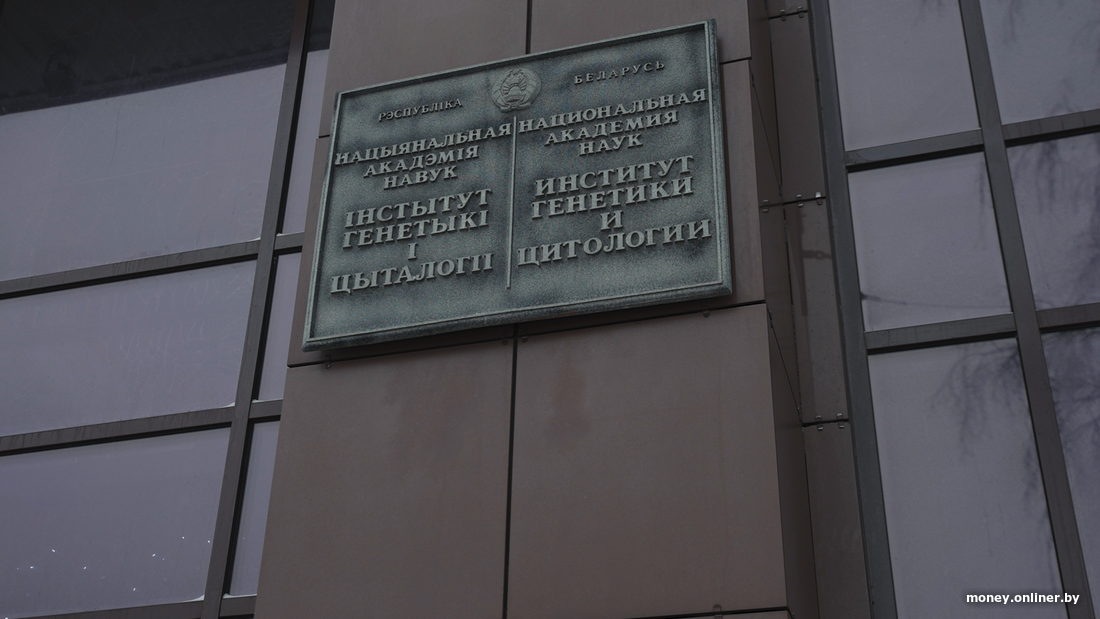 РЭСПУБЛІКА БЕЛАРУСЬ
НАЦЫЯНАЛЬНАЯ
АКАДЭМІЯ
НАВУК
ІНСТЫТУТ
ГЕНЕТЫКІ
І
ЦЫТАЛОГІІ
НАЦИОНАЛЬНАЯ
АКАДЕМИЯ
НАУК
ИНСТИТУТ
ГЕНЕТИКИ
И
ЦИТОЛОГИИ
money.onliner.by